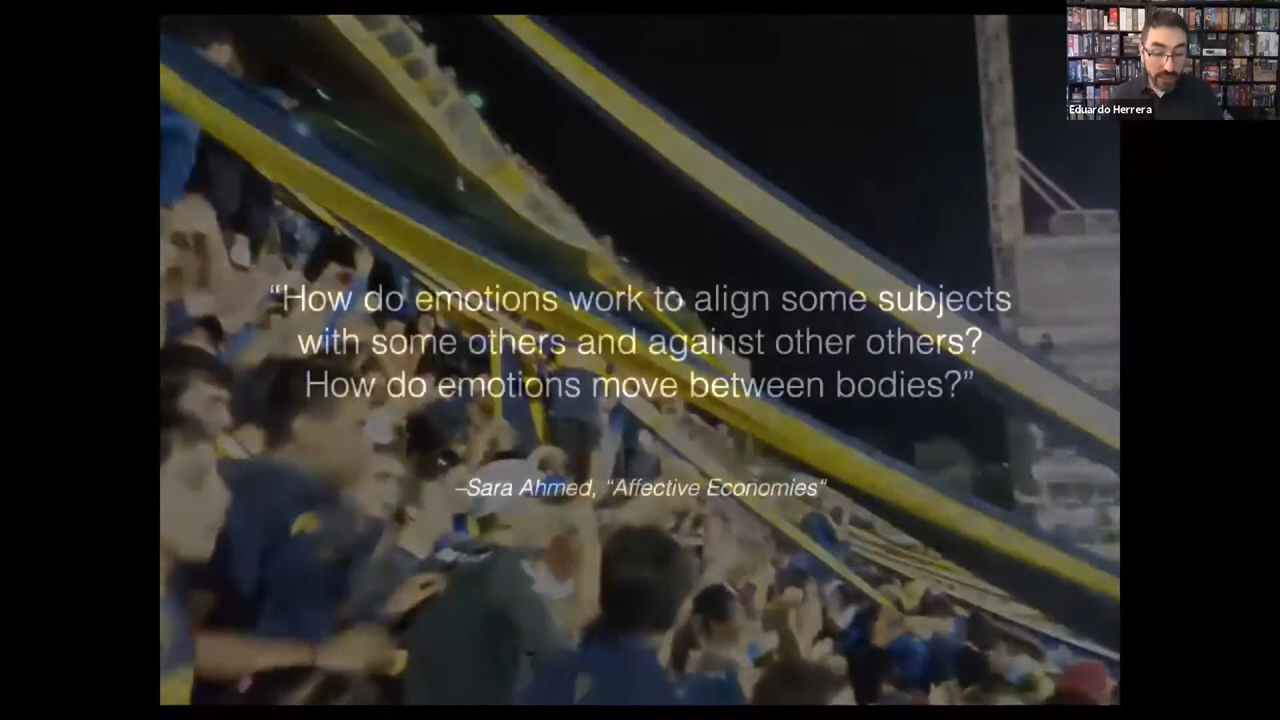 Eduardo Herrera
“How do emotions work to align some subjects
with some others and against other others?
How do emotions move between bodies?”
–Sara Ahmed, “Affective Economies“